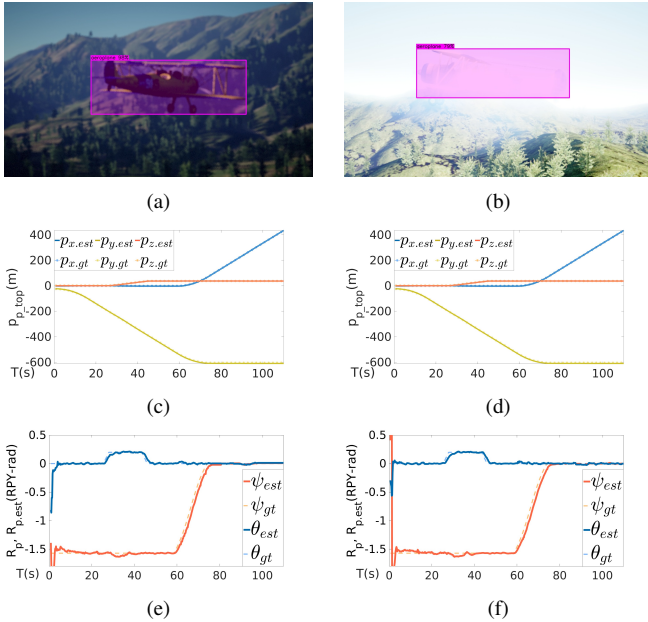 aeroplane 98%
aeroplane 79%
(a)
(b)
400
200
0
-200
-400
-600
p_p_top(m)
p_x.est p_y.est p_z.est
p_x.gt p_y.gt p_z.gt
T(s) 0 20 40 60 80 100
400
200
0
-200
-400
-600
p_p_top(m)
p_x.est p_y.est p_z.est
p_x.gt p_y.gt p_z.gt
T(s) 0 20 40 60 80 100
(c)
(d)
0.5
0
-0.5
-1
-1.5
R_p, R_p.est(RPY-rad)
ψ_est
ψ_gt
θ_est
θ_gt
T(s) 0 20 40 60 80 100
0.5
0
-0.5
-1
-1.5
R_p, R_p.est(RPY-rad)
ψ_est
ψ_gt
θ_est
θ_gt
T(s) 0 20 40 60 80 100
(e)
(f)